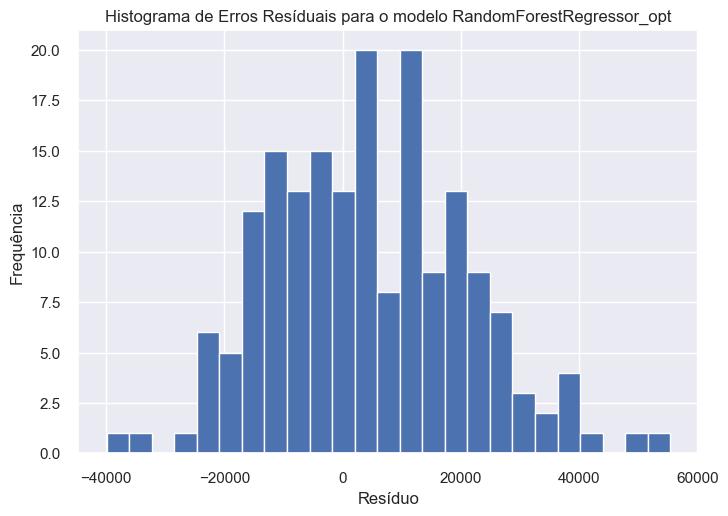 Histograma de Erros Resíduais para o modelo RandomForestRegressor_opt
20.0
17.5
15.0
12.5
10.0
7.5
5.0
2.5
0.0
Frequência
−40000 −20000 0 20000 40000 60000
Resíduo